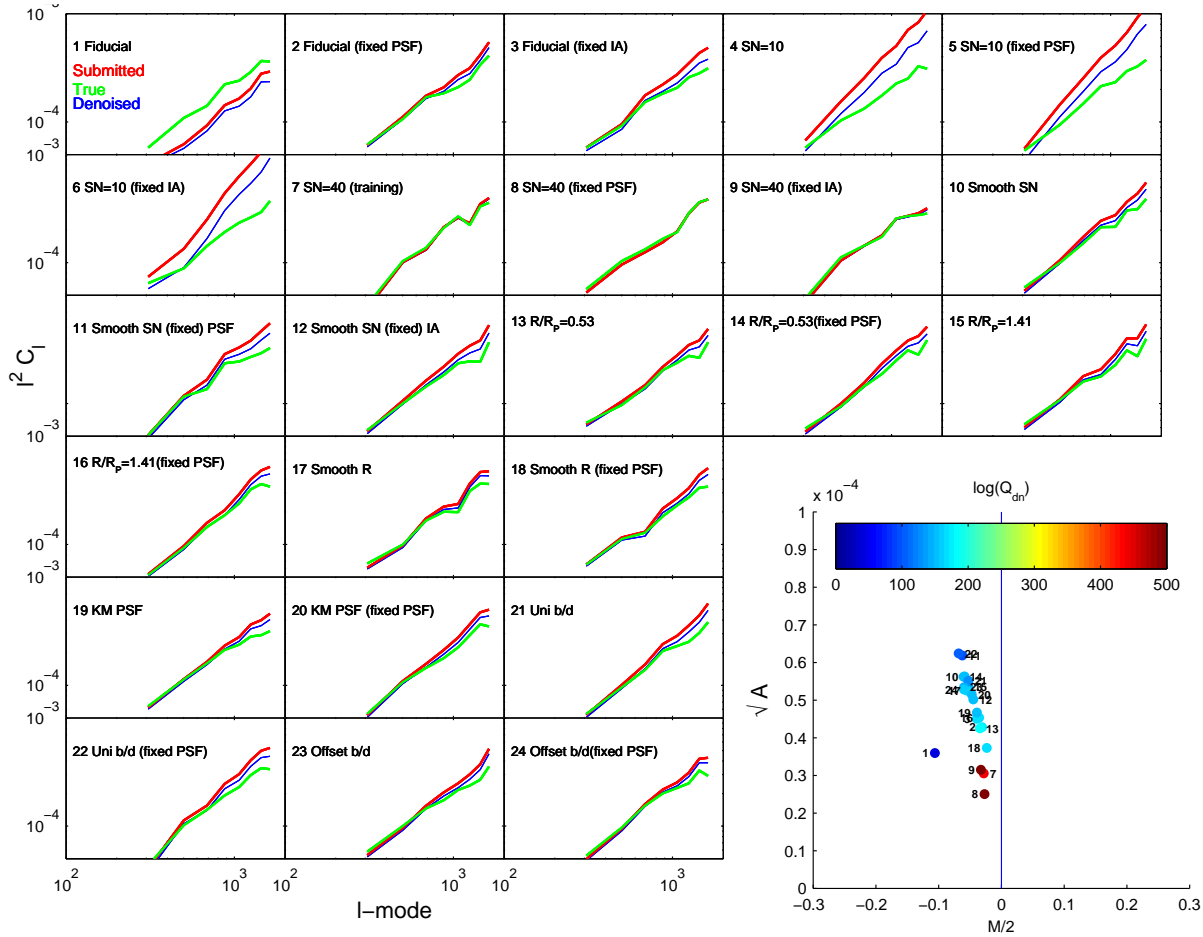 10^0
1 Fiducial
Submitted
True
Denoised
2 Fiducial (fixed PSF)
3 Fiducial (fixed IA)
4 SN=10
5 SN=10 (fixed PSF)
10^-4
10^-3
10^-3
6 SN=10 (fixed IA)
7 SN=40 (training)
8 SN=40 (fixed PSF)
9 SN=40 (fixed IA)
10 Smooth SN
10^-4
10^-4
11 Smooth SN (fixed) PSF
12 Smooth SN (fixed) IA
13 R/R_P=0.53
14 R/R_P=0.53(fixed PSF)
15 R/R_P=1.41
l^2 C_l
10^-3
16 R/R_P=1.41(fixed PSF)
17 Smooth R
18 Smooth R (fixed PSF)
10^-4
10^-3
19 KM PSF
20 KM PSF (fixed PSF)
21 Uni b/d
10^-4
10^-3
22 Uni b/d (fixed PSF)
23 Offset b/d
24 Offset b/d(fixed PSF)
10^-4
10^2
10^3
10^2
10^3
10^2
10^3
l-mode
x 10^-4
log(Q_dn)
0
100
200
300
400
500
1
0.9
0.8
0.7
0.6
0.5
0.4
0.3
0.2
0.1
0
√ A
22
11
10
14
21
20
12
19
2
13
1
18
9
7
8
-0.3
-0.2
-0.1
0
0.1
0.2
0.3
M/2